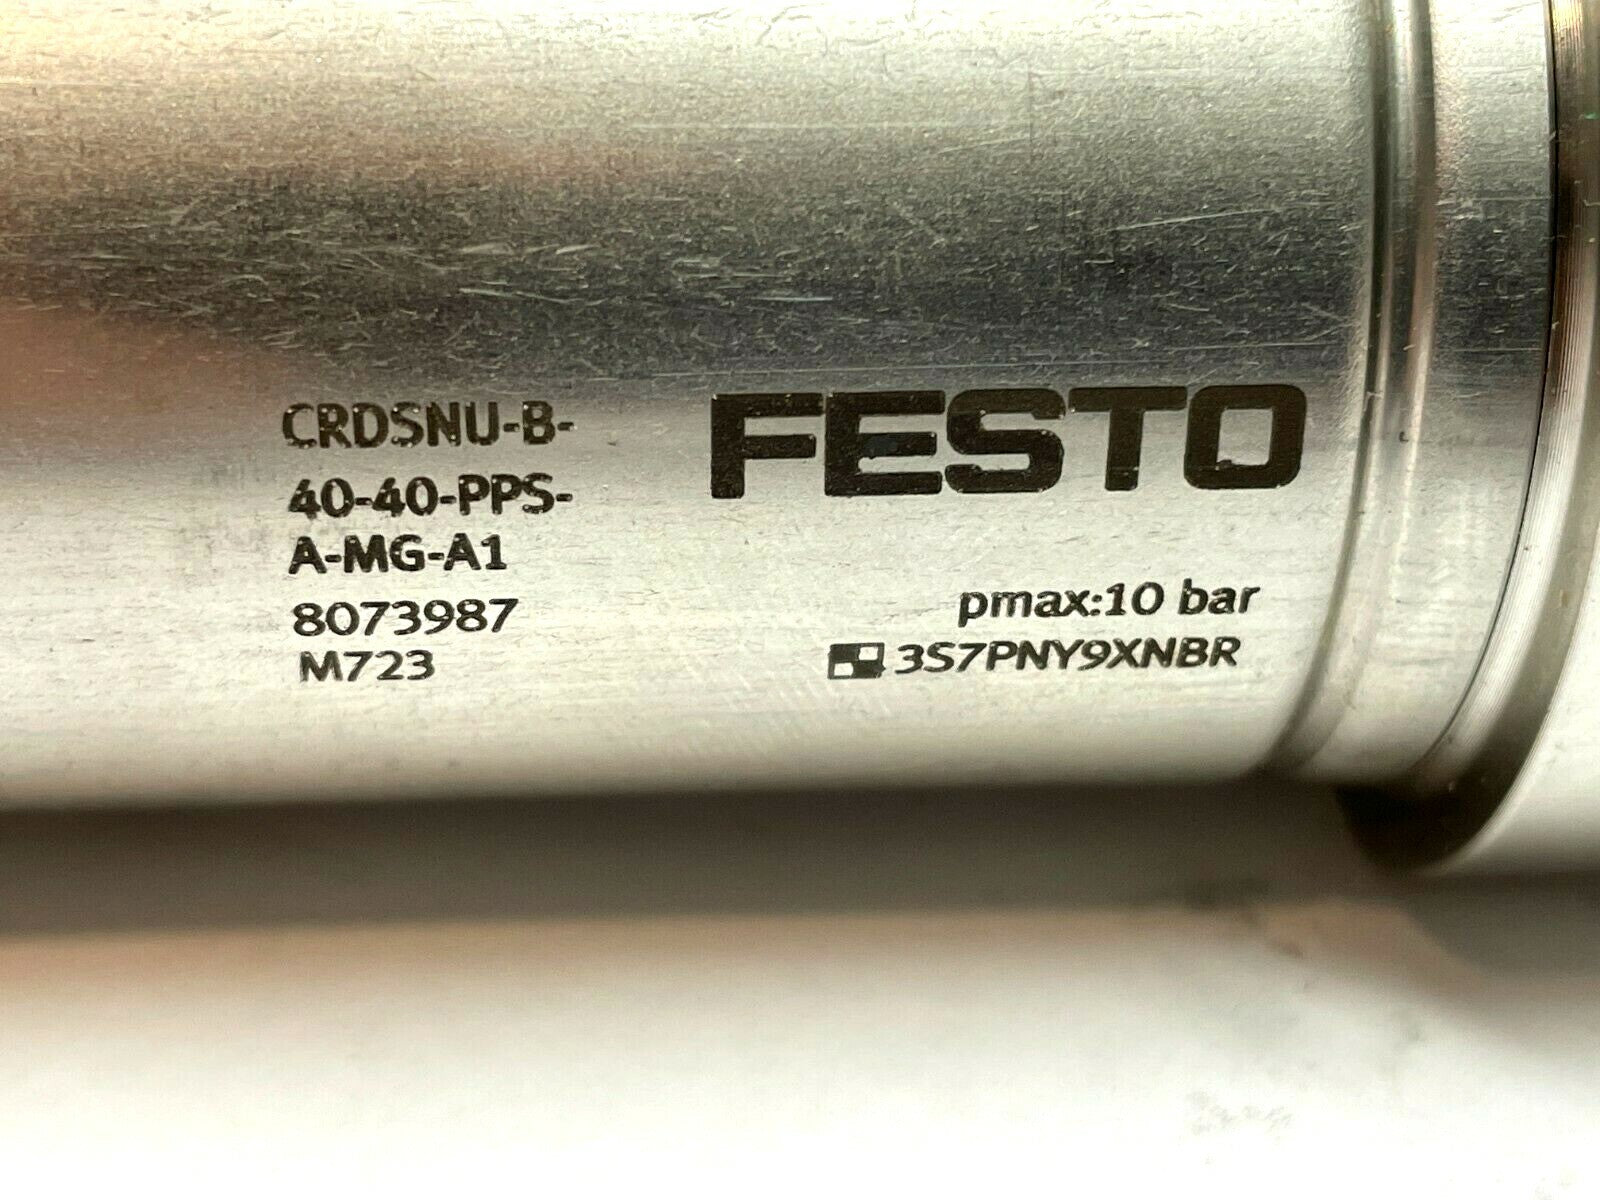 CRDSNU-B-
40-40-PPS-
A-MG-A1
8073987
M723
FESTO
pmax:10 bar
3S7PNY9XNBR